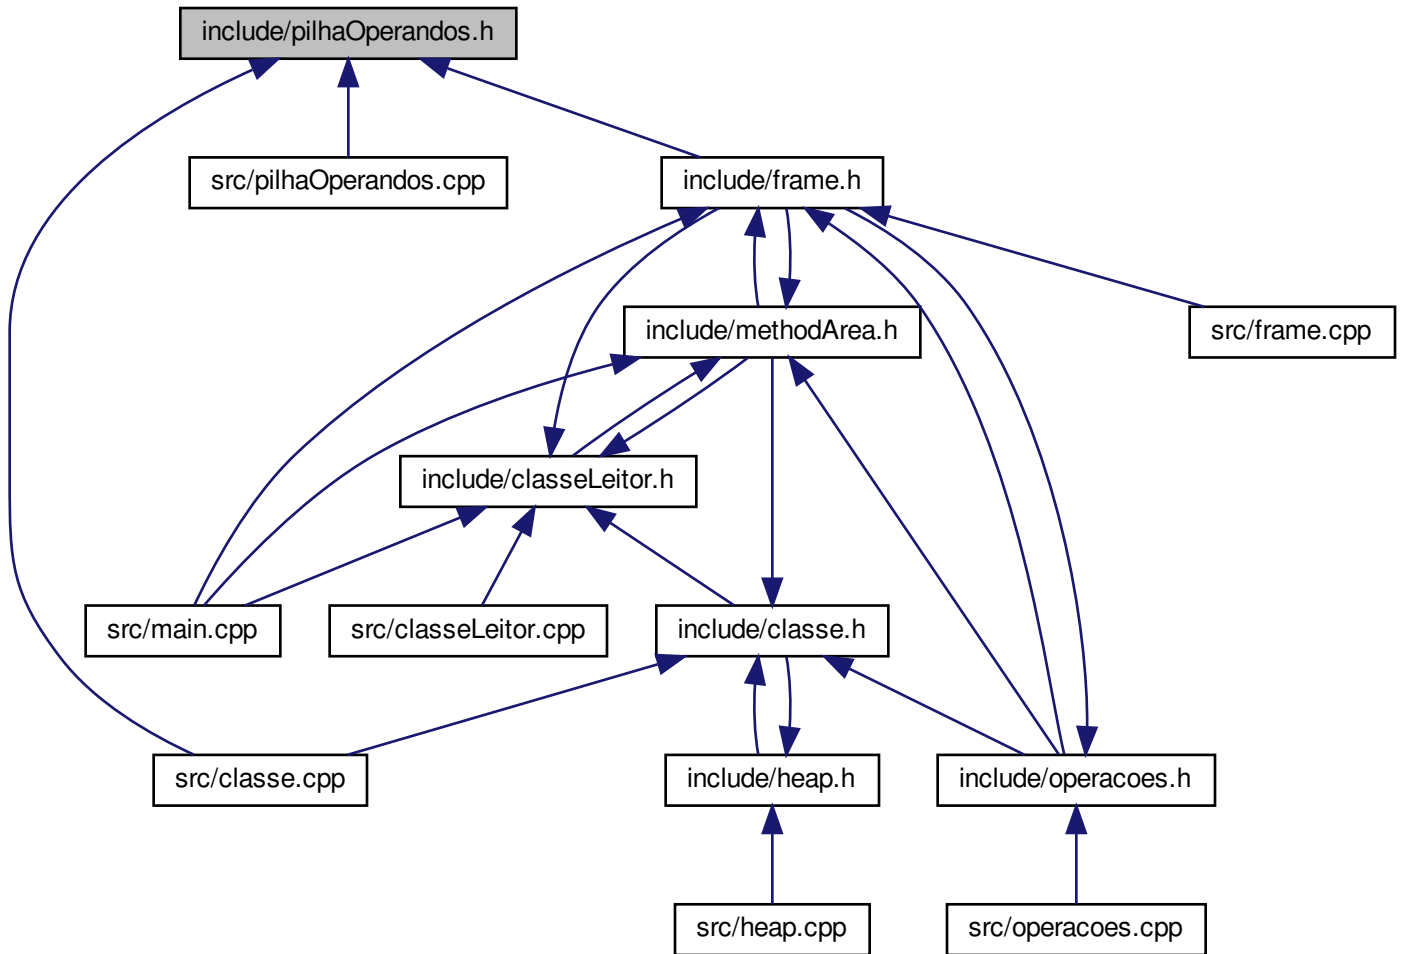 include/pilhaOperandos.h
src/pilhaOperandos.cpp
include/frame.h
include/methodArea.h
src/frame.cpp
include/classeLeitor.h
src/main.cpp
src/classeLeitor.cpp
include/classe.h
src/classe.cpp
include/heap.h
include/operacoes.h
src/heap.cpp
src/operacoes.cpp